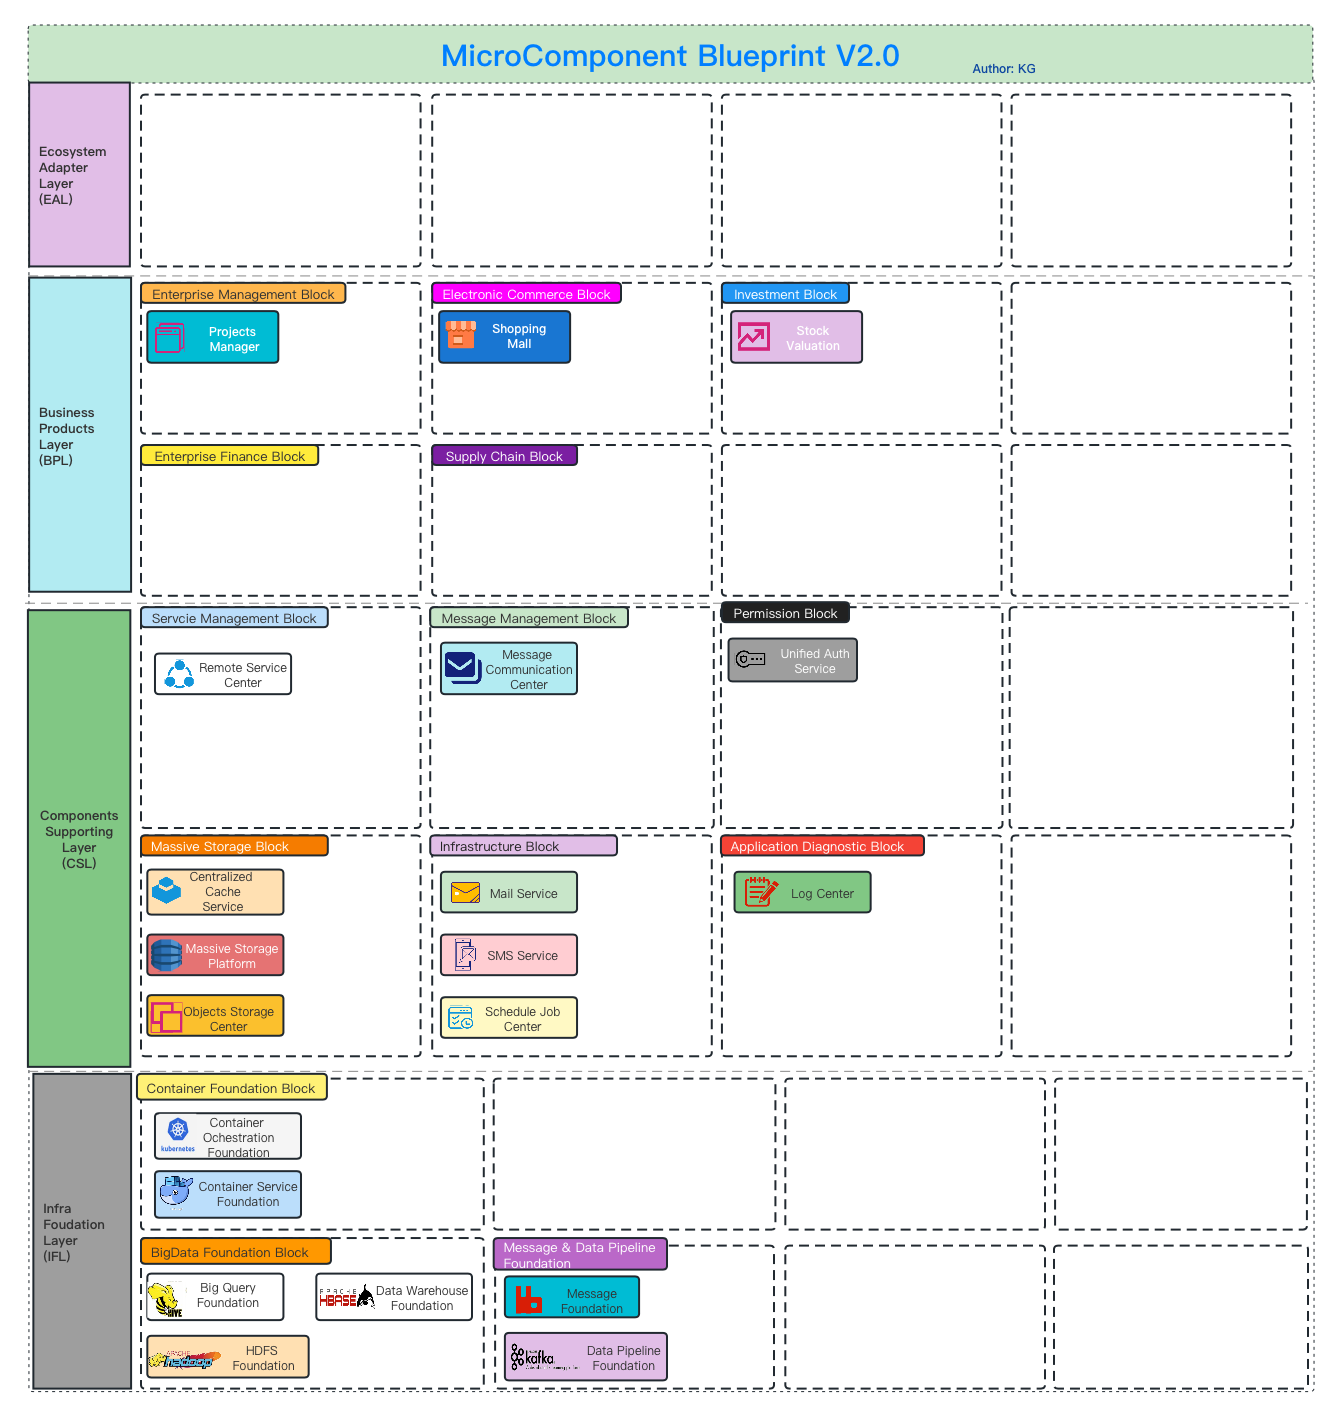 MicroComponent Blueprint V2.0
Author: KG
Ecosystem
Adapter
Layer
(EAL)
Enterprise Management Block
Projects
Manager
Electronic Commerce Block
Shopping
Mall
Investment Block
Stock
Valuation
Business
Products
Layer
(BPL)
Enterprise Finance Block
Supply Chain Block
Servcie Management Block
Remote Service
Center
Message Management Block
Message
Communication
Center
Permission Block
Unified Auth
Service
Components
Supporting
Layer
(CSL)
Massive Storage Block
Centralized
Cache
Service
Massive Storage
Platform
Objects Storage
Center
Infrastructure Block
Mail Service
SMS Service
Schedule Job
Center
Application Diagnostic Block
Log Center
Infra
Foudation
Layer
(IFL)
Container Foundation Block
kubernetes
Container
Ochestration
Foundation
Container Service
Foundation
BigData Foundation Block
HIVE
Big Query
Foundation
APACHE
HBASE
Data Warehouse
Foundation
APACHE
hadoop
HDFS
Foundation
Message & Data Pipeline
Foundation
Message
Foundation
kafka
Data Pipeline
Foundation